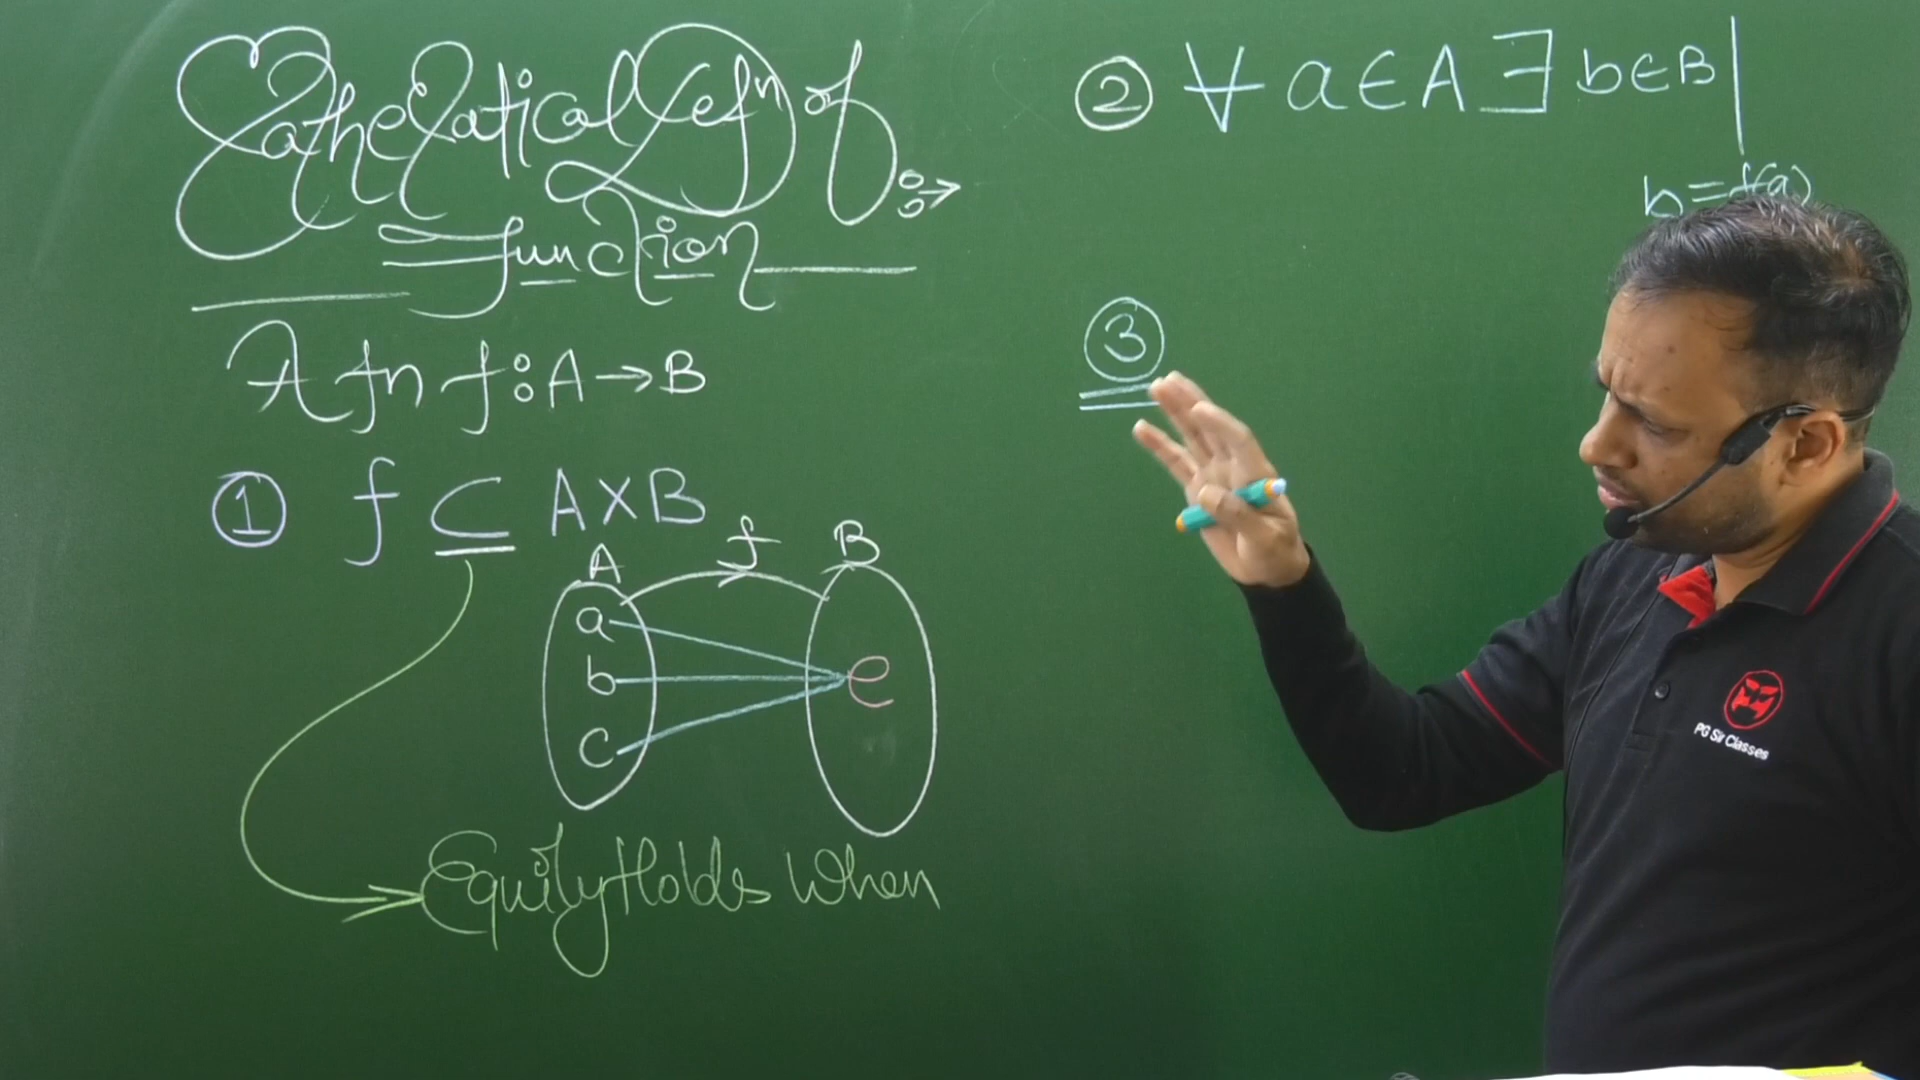 Mathematical Defn of
function
A fn f: A → B
① f ⊆ A×B
A f B
a
b e
c
Equity Holds When
② ∀ a ∈ A ∃ b ∈ B |
b = f(a)
③
PG Sir Classes